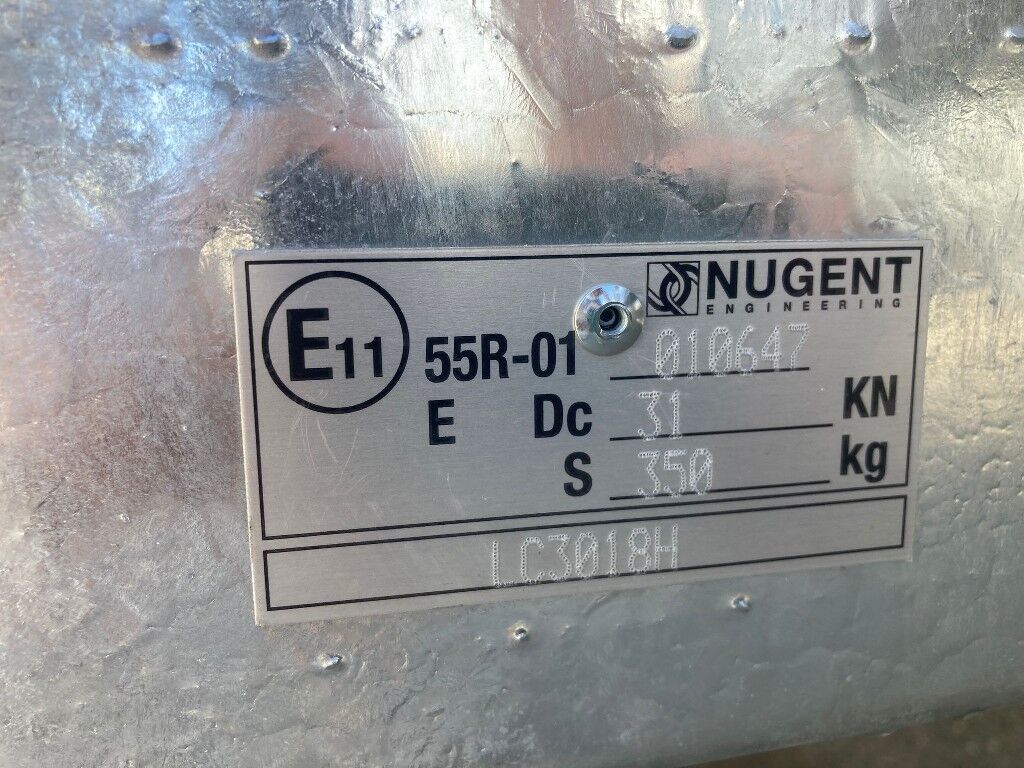 NUGENT
ENGINEERING
E11 55R-01 010647
E Dc 31 KN
S 350 kg
LC3018H